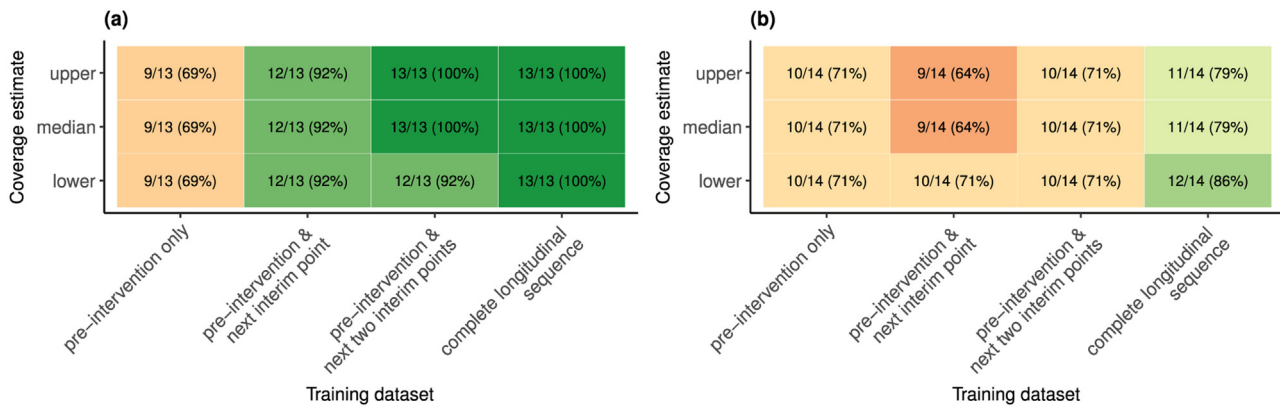 (a)
Coverage estimate
upper
9/13 (69%)
12/13 (92%)
13/13 (100%)
13/13 (100%)
median
9/13 (69%)
12/13 (92%)
13/13 (100%)
13/13 (100%)
lower
9/13 (69%)
12/13 (92%)
12/13 (92%)
13/13 (100%)
pre-intervention only
pre-intervention &
next interim point
pre-intervention &
next two interim points
complete longitudinal
sequence
Training dataset
(b)
Coverage estimate
upper
10/14 (71%)
9/14 (64%)
10/14 (71%)
11/14 (79%)
median
10/14 (71%)
9/14 (64%)
10/14 (71%)
11/14 (79%)
lower
10/14 (71%)
10/14 (71%)
10/14 (71%)
12/14 (86%)
pre-intervention only
pre-intervention &
next interim point
pre-intervention &
next two interim points
complete longitudinal
sequence
Training dataset